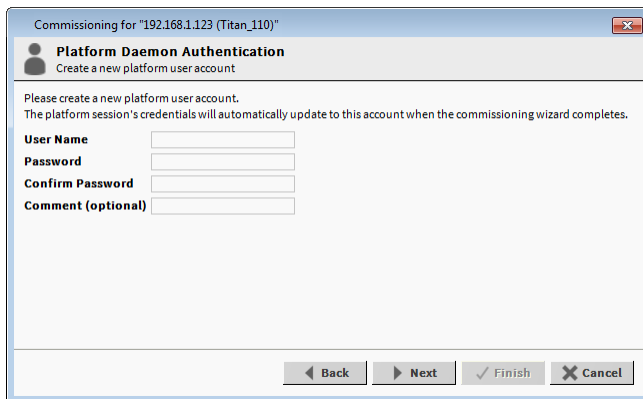 Commissioning for "192.168.1.123 (Titan_110)"
Platform Daemon Authentication
Create a new platform user account
Please create a new platform user account.
The platform session's credentials will automatically update to this account when the commissioning wizard completes.
User Name
Password
Confirm Password
Comment (optional)
Back Next Finish Cancel